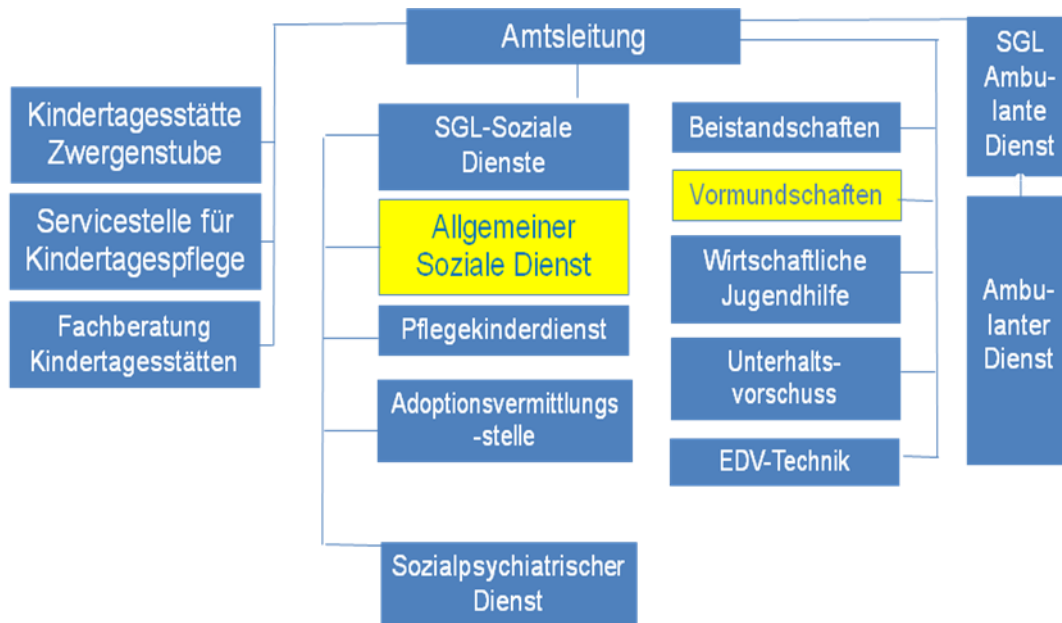 Amtsleitung
Kindertagesstätte
Zwergenstube
Servicestelle für
Kindertagespflege
Fachberatung
Kindertagesstätten
SGL-Soziale
Dienste
Allgemeiner
Soziale Dienst
Pflegekinderdienst
Adoptionsvermittlungs
-stelle
Sozialpsychiatrischer
Dienst
Beistandschaften
Vormundschaften
Wirtschaftliche
Jugendhilfe
Unterhalts-
vorschuss
EDV-Technik
SGL
Ambu-
lante
Dienst
Ambu-
lanter
Dienst